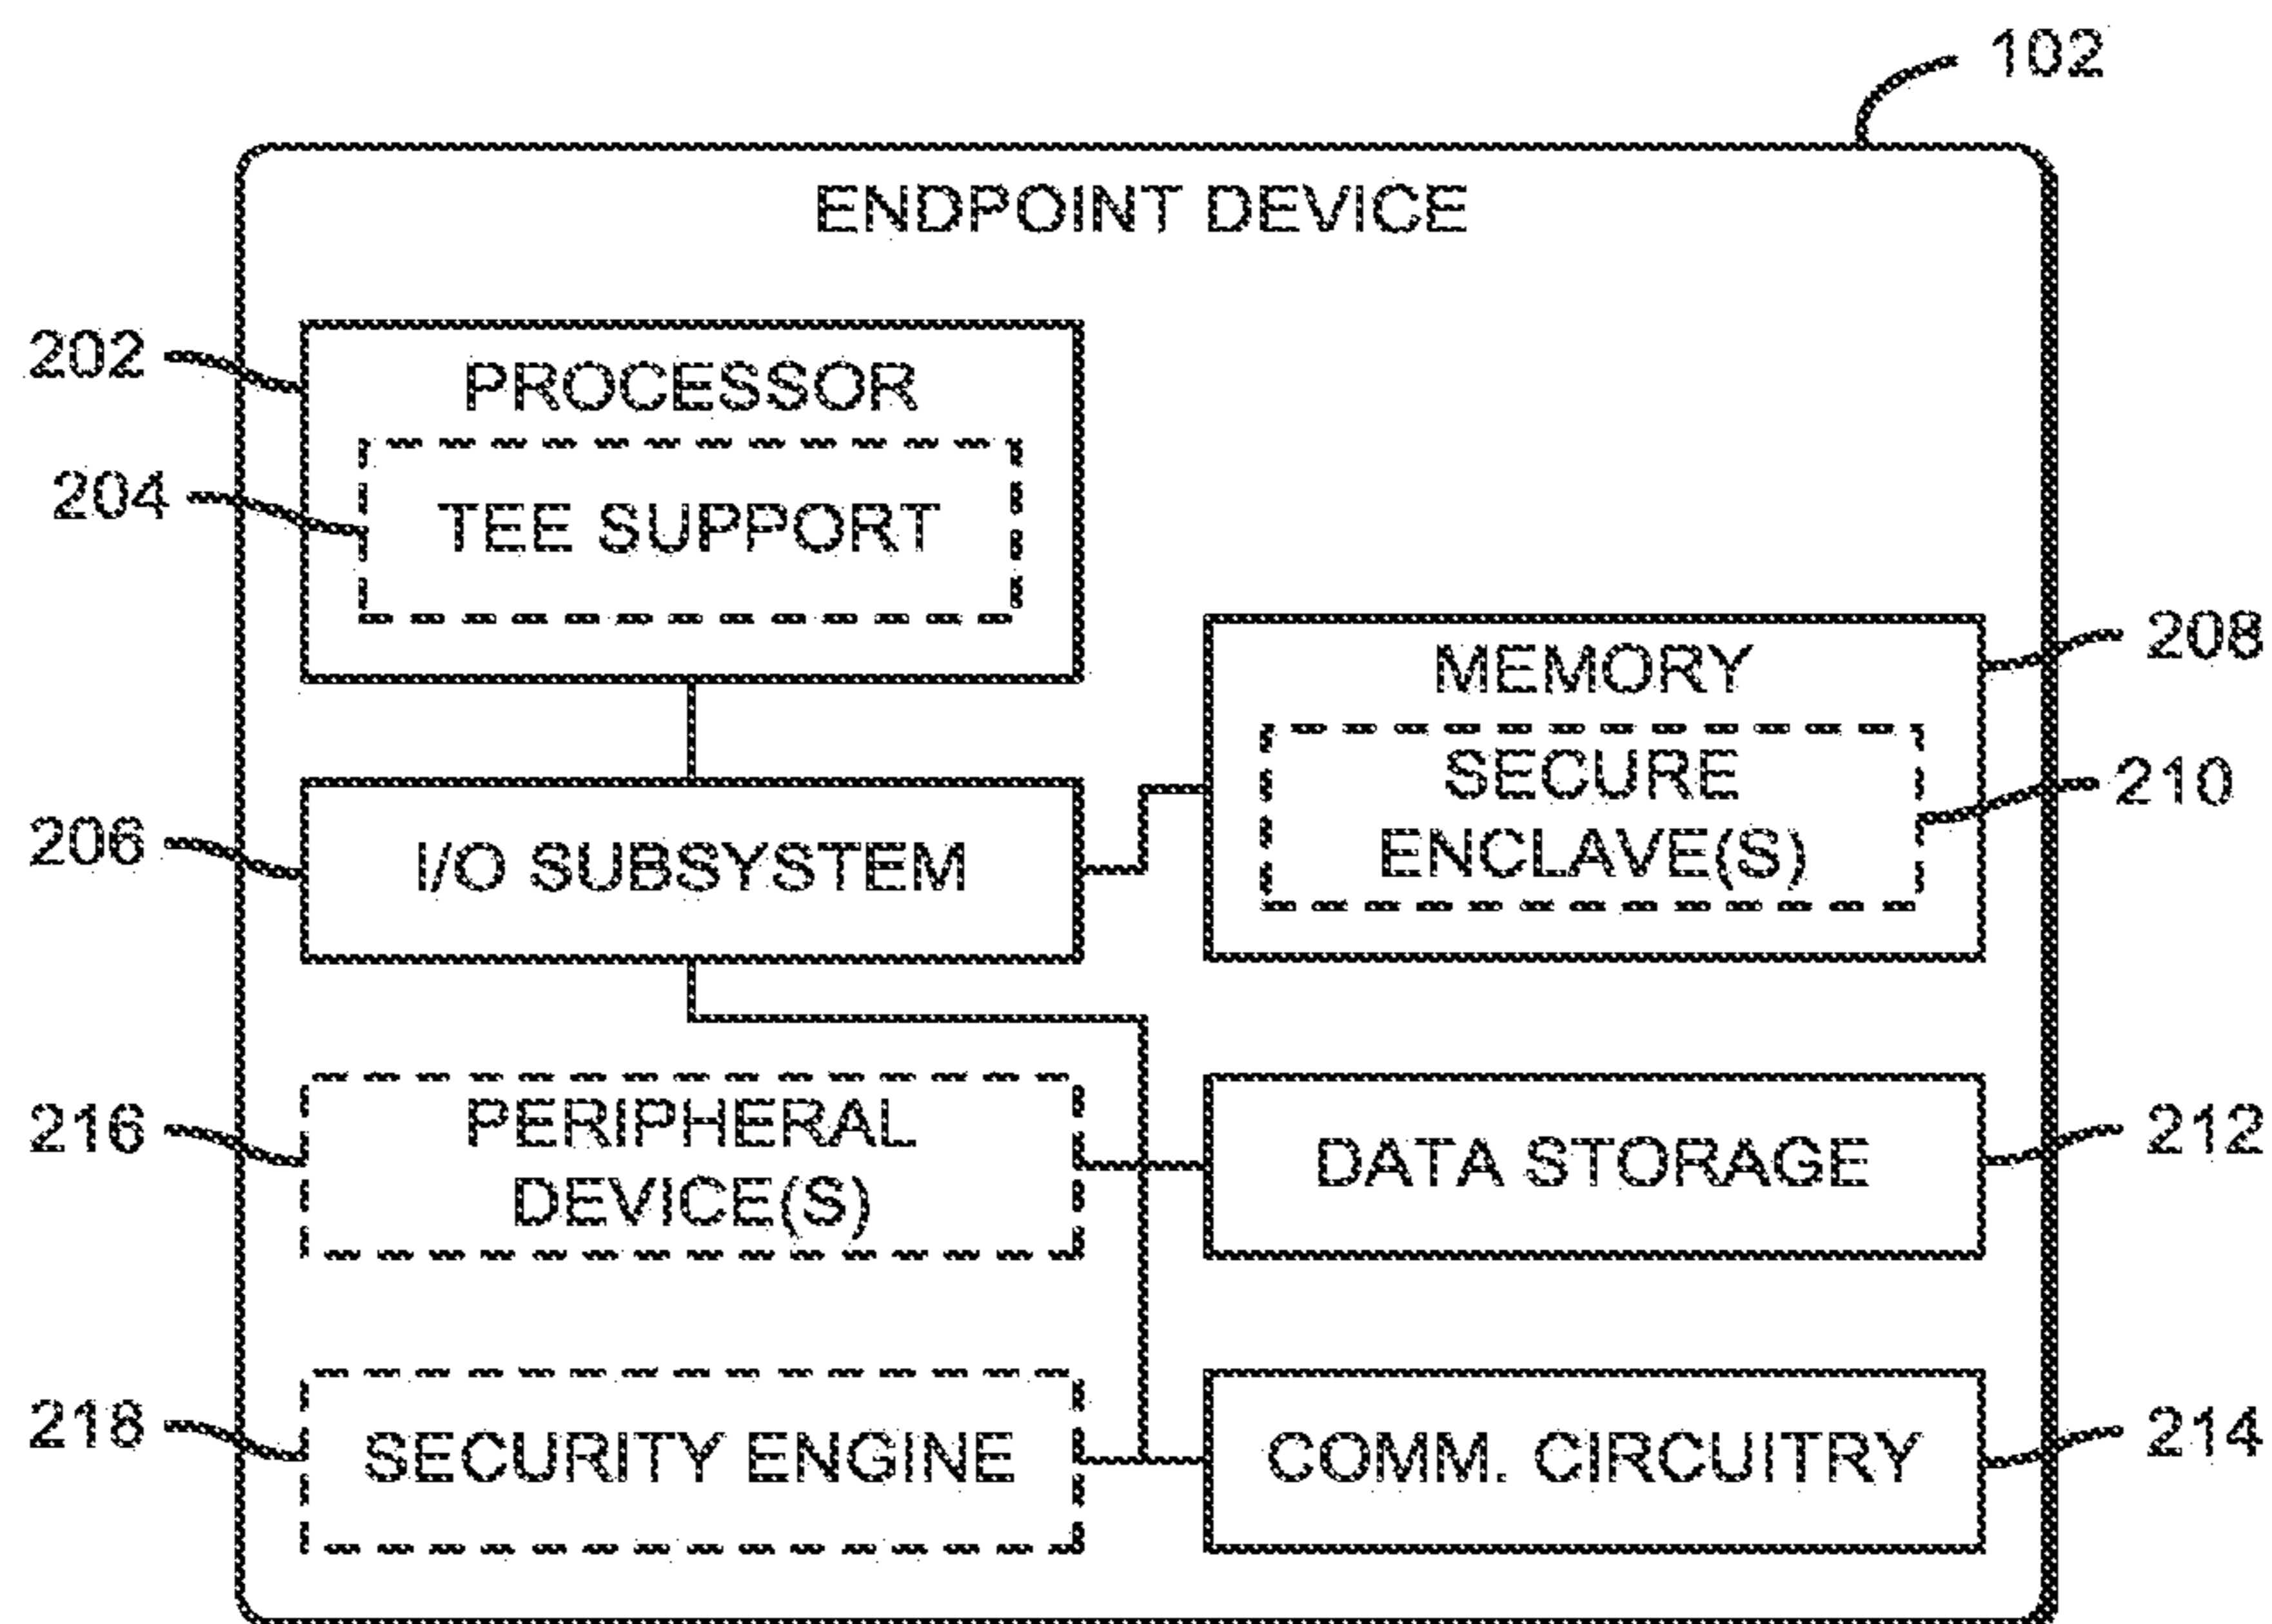 102
ENDPOINT DEVICE
202
PROCESSOR
204
TEE SUPPORT
208
MEMORY
210
SECURE
ENCLAVE(S)
206
I/O SUBSYSTEM
216
PERIPHERAL
DEVICE(S)
212
DATA STORAGE
218
SECURITY ENGINE
214
COMM. CIRCUITRY